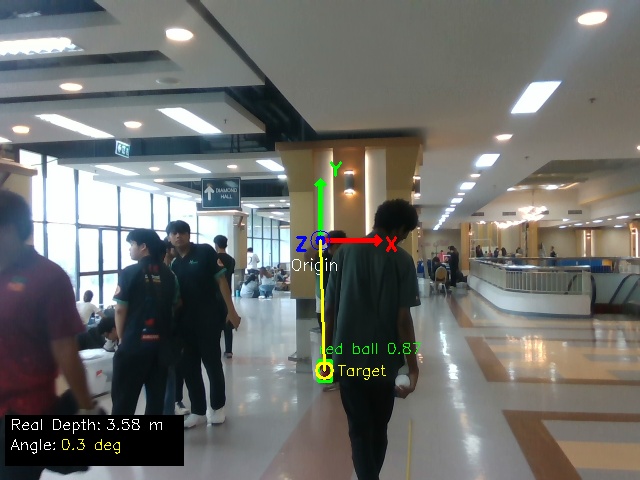 DIAMOND
HALL
Y
Z
X
Origin
ed ball 0.87
Target
Real Depth: 3.58 m
Angle: 0.3 deg